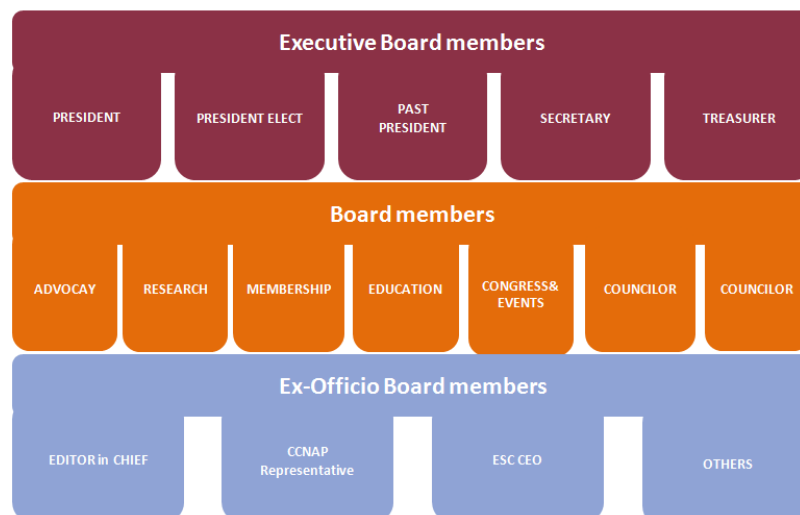 Executive Board members
PRESIDENT
PRESIDENT ELECT
PAST
PRESIDENT
SECRETARY
TREASURER
Board members
ADVOCAY
RESEARCH
MEMBERSHIP
EDUCATION
CONGRESS&
EVENTS
COUNCILOR
COUNCILOR
Ex-Officio Board members
EDITOR in CHIEF
CCNAP
Representative
ESC CEO
OTHERS